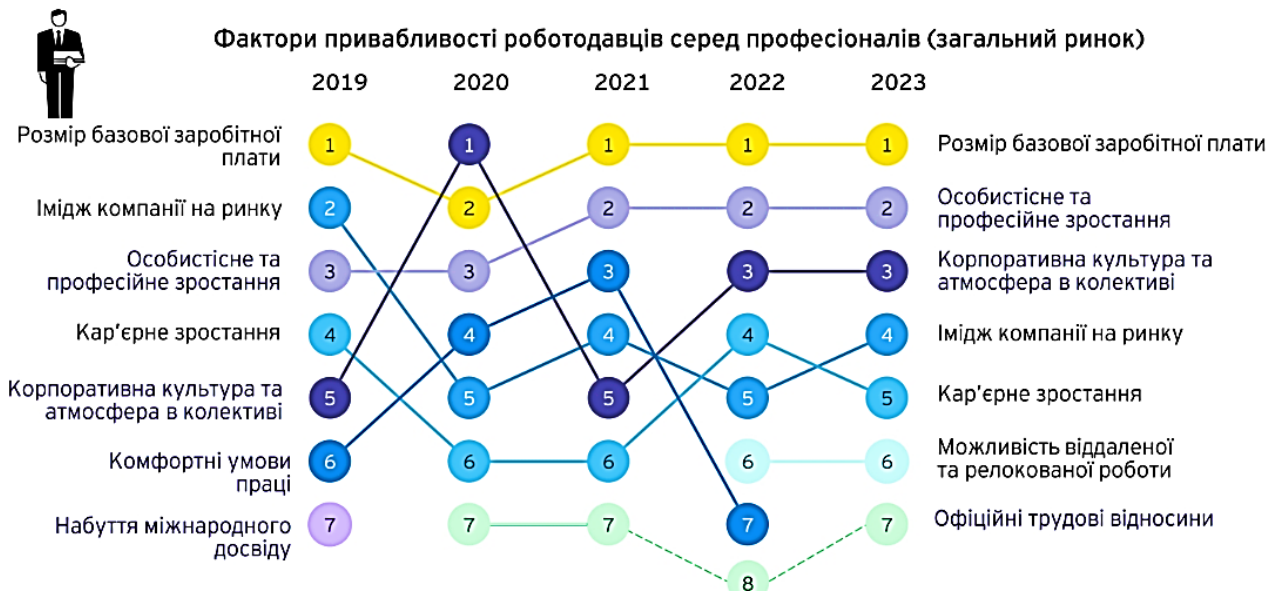 Фактори привабливості роботодавців серед професіоналів (загальний ринок)
2019 2020 2021 2022 2023
Розмір базової заробітної
плати
Імідж компанії на ринку
Особистісне та
професійне зростання
Кар’єрне зростання
Корпоративна культура та
атмосфера в колективі
Комфортні умови
праці
Набуття міжнародного
досвіду
1 1 1 1 1
2 2 2 2 2
3 3 3 3 3
4 4 4 4 4
5 5 5 5 5
6 6 6 6 6
7 7 7 7 7
8
Розмір базової заробітної плати
Особистісне та
професійне зростання
Корпоративна культура та
атмосфера в колективі
Імідж компанії на ринку
Кар’єрне зростання
Можливість віддаленої
та релокованої роботи
Офіційні трудові відносини